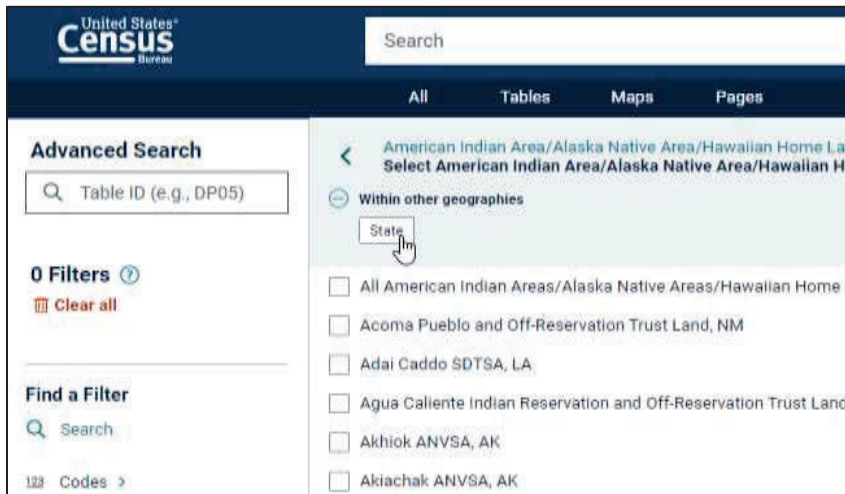 United States®
Census
Bureau
Search
All Tables Maps Pages
Advanced Search
Table ID (e.g., DP05)
0 Filters
Clear all
Find a Filter
Search
123 Codes >
American Indian Area/Alaska Native Area/Hawaiian Home La
Select American Indian Area/Alaska Native Area/Hawaiian H
Within other geographies
State
All American Indian Areas/Alaska Native Areas/Hawaiian Home
Acoma Pueblo and Off-Reservation Trust Land, NM
Adai Caddo SDTSA, LA
Agua Caliente Indian Reservation and Off-Reservation Trust Land
Akhiok ANVSA, AK
Akiachak ANVSA, AK